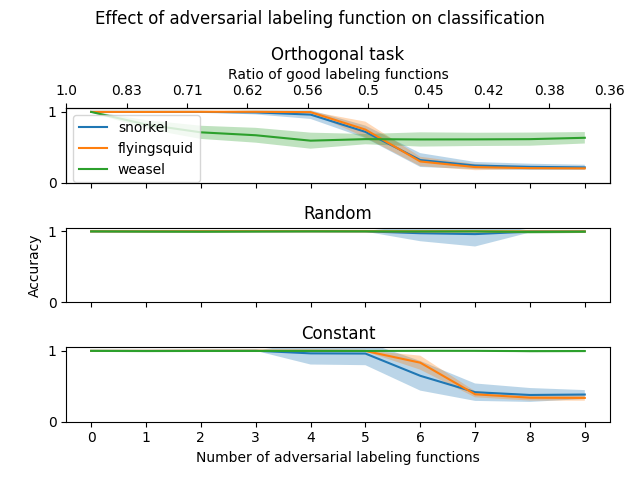 Effect of adversarial labeling function on classification
Orthogonal task
Ratio of good labeling functions
1.0 0.83 0.71 0.62 0.56 0.5 0.45 0.42 0.38 0.36
1
snorkel
flyingsquid
weasel
0
Random
1
Accuracy
0
Constant
1
0
0 1 2 3 4 5 6 7 8 9
Number of adversarial labeling functions